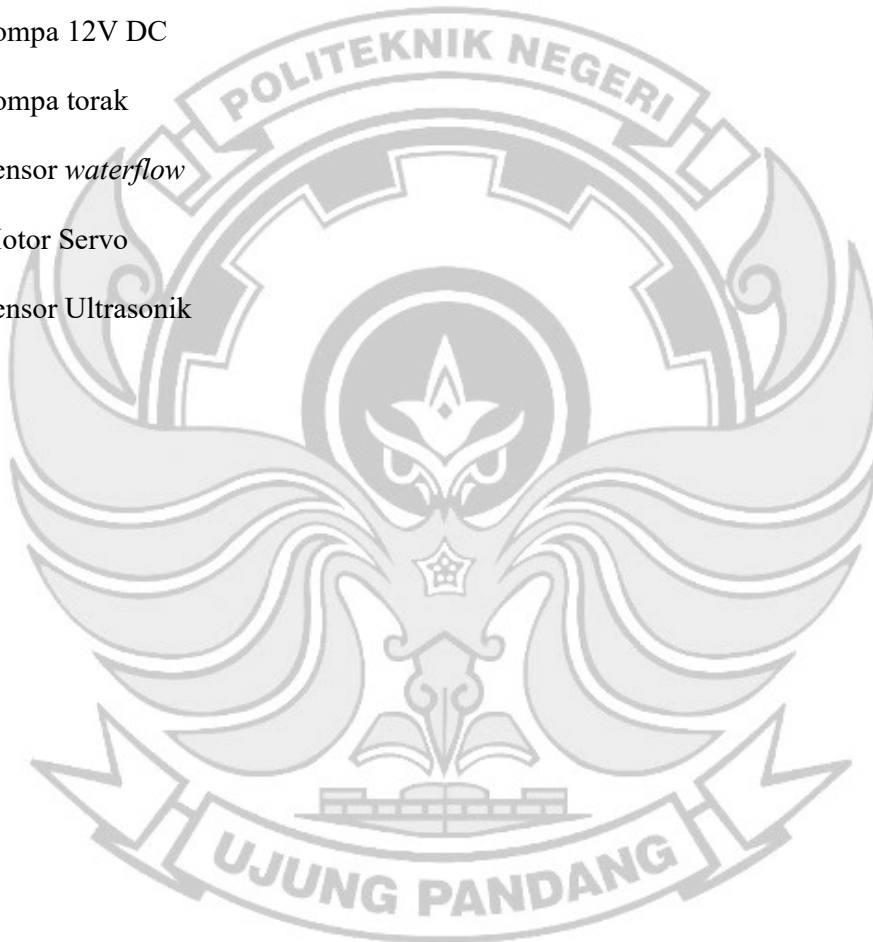 ompa 12V DC
ompa torak
ensor waterflow
otor Servo
ensor Ultrasonik
POLITEKNIK NEGERI
UJUNG PANDANG